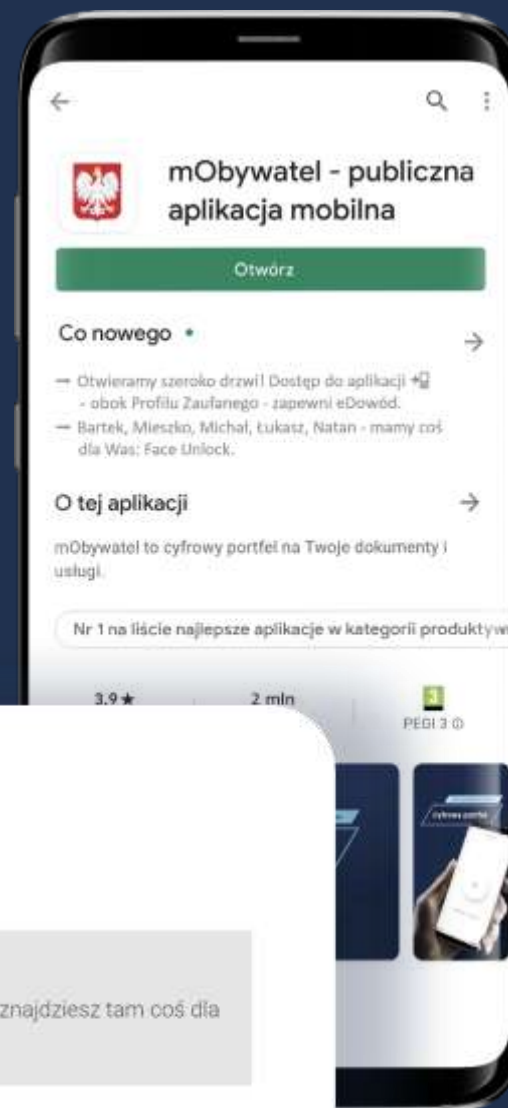 mObywatel - publiczna
aplikacja mobilna
Otwórz
Co nowego
— Otwieramy szeroko drzwi! Dostęp do aplikacji
- obok Profilu Zaufanego - zapewni eDowód.
— Bartek, Mieszko, Michał, Łukasz, Natan - mamy coś
dla Was: Face Unlock.
O tej aplikacji
mObywatel to cyfrowy portfel na Twoje dokumenty i
usługi.
Nr 1 na liście najlepsze aplikacje w kategorii produktyw
3,9★ 2 mln 3
PEGI 3
cyfrowy portfel
znajdziesz tam coś dla